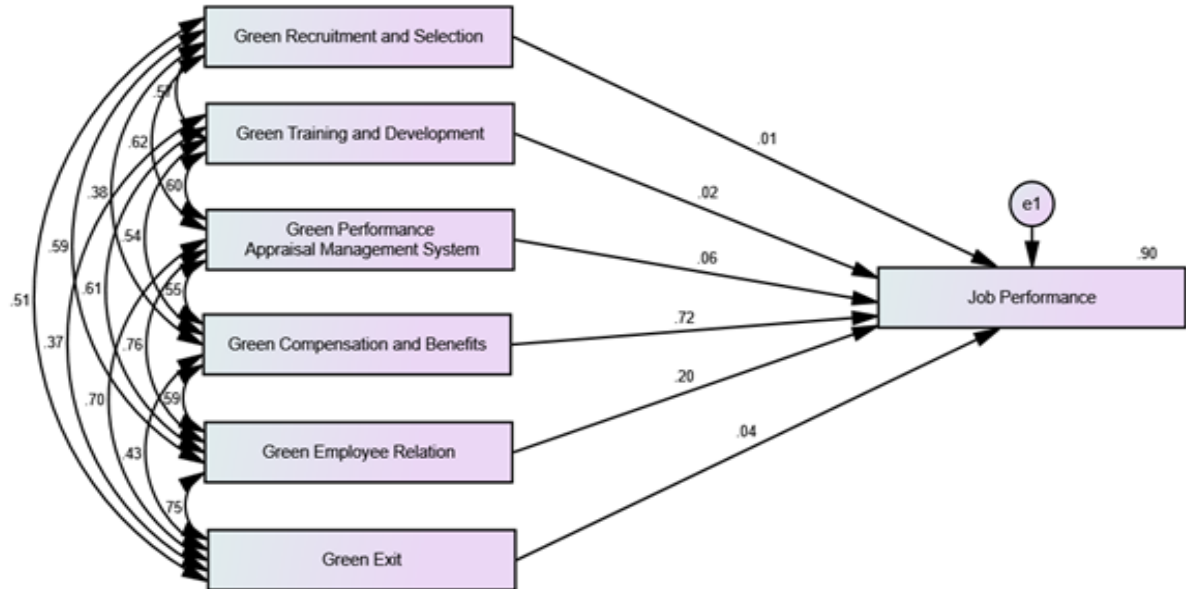 Green Recruitment and Selection
.57
Green Training and Development
.01
.62
.60
.02
e1
.38
Green Performance
Appraisal Management System
.54
.59
.06
.90
Job Performance
.61
.55
.51
.72
.37
.76
Green Compensation and Benefits
.20
.70
.59
.43
Green Employee Relation
.04
.75
Green Exit